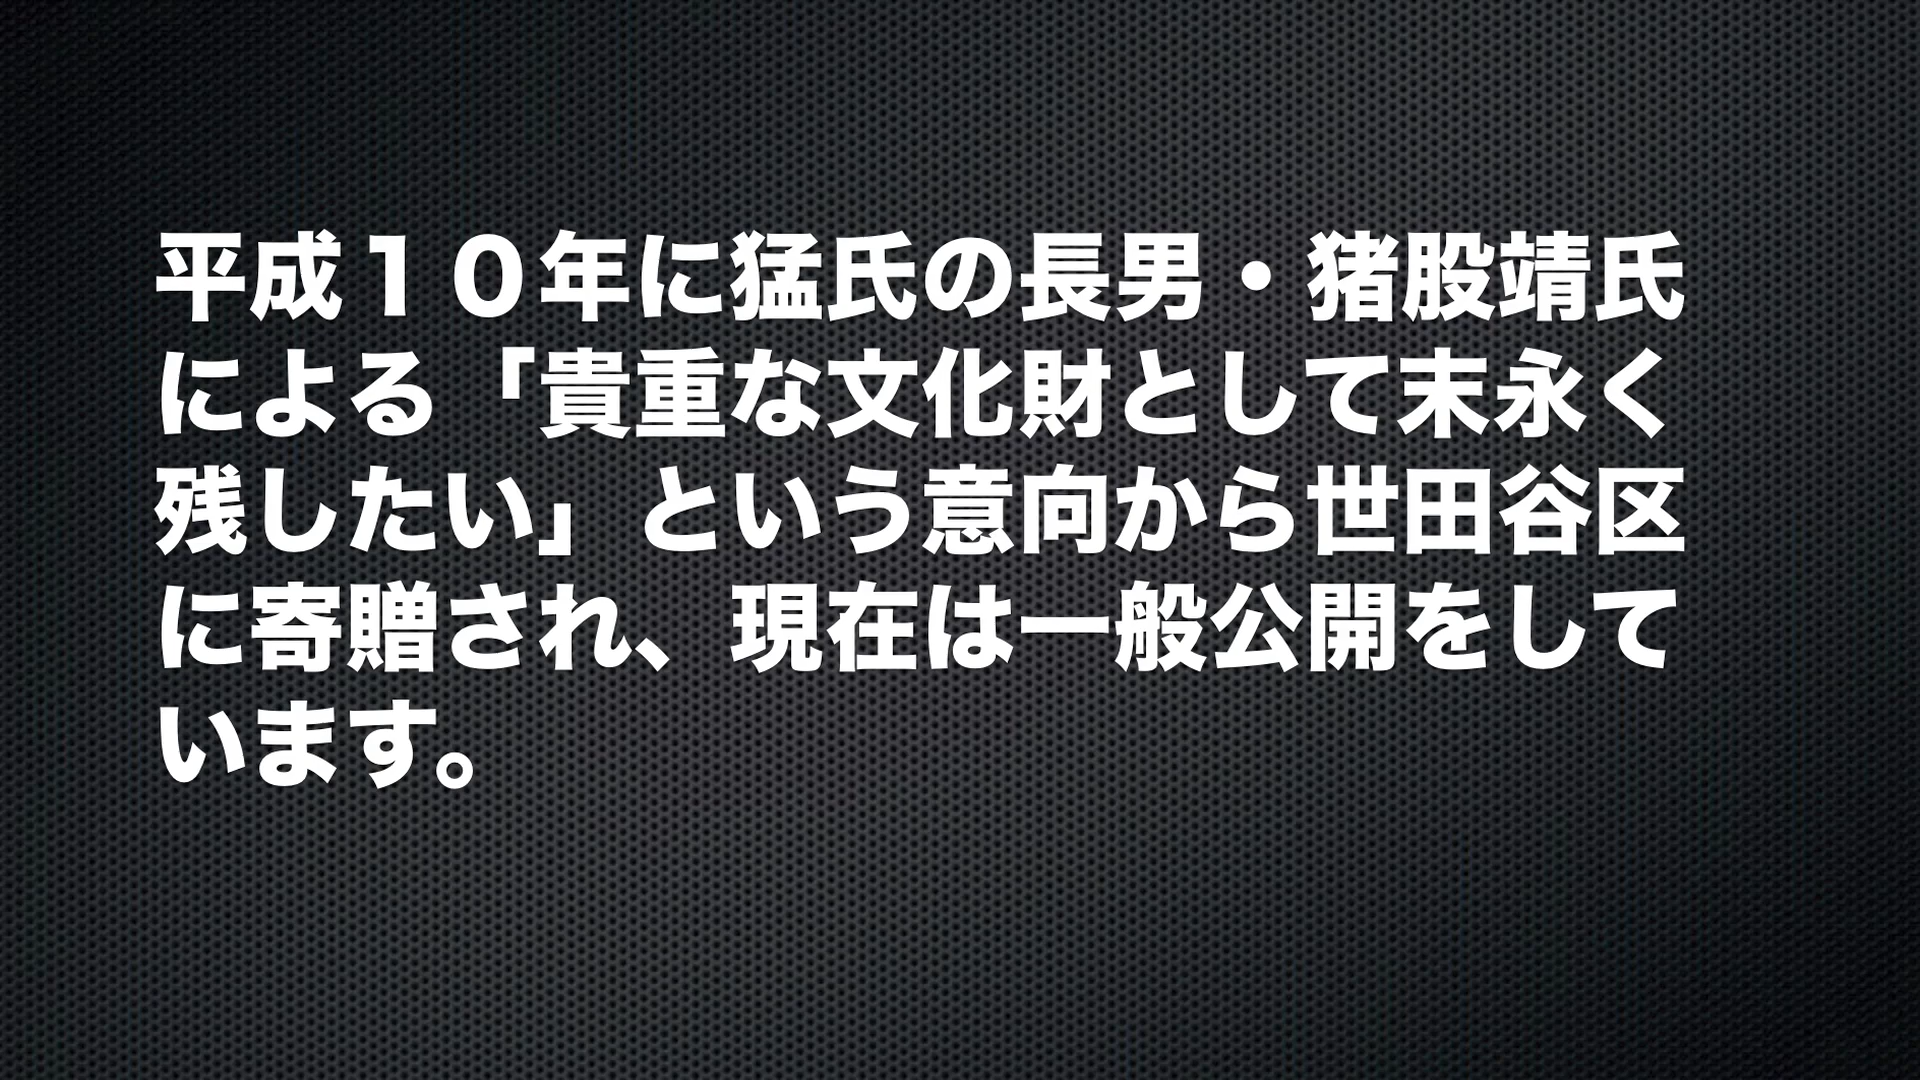 平成１０年に猛氏の長男・猪股靖氏
による「貴重な文化財として末永く
残したい」という意向から世田谷区
に寄贈され、現在は一般公開をして
います。